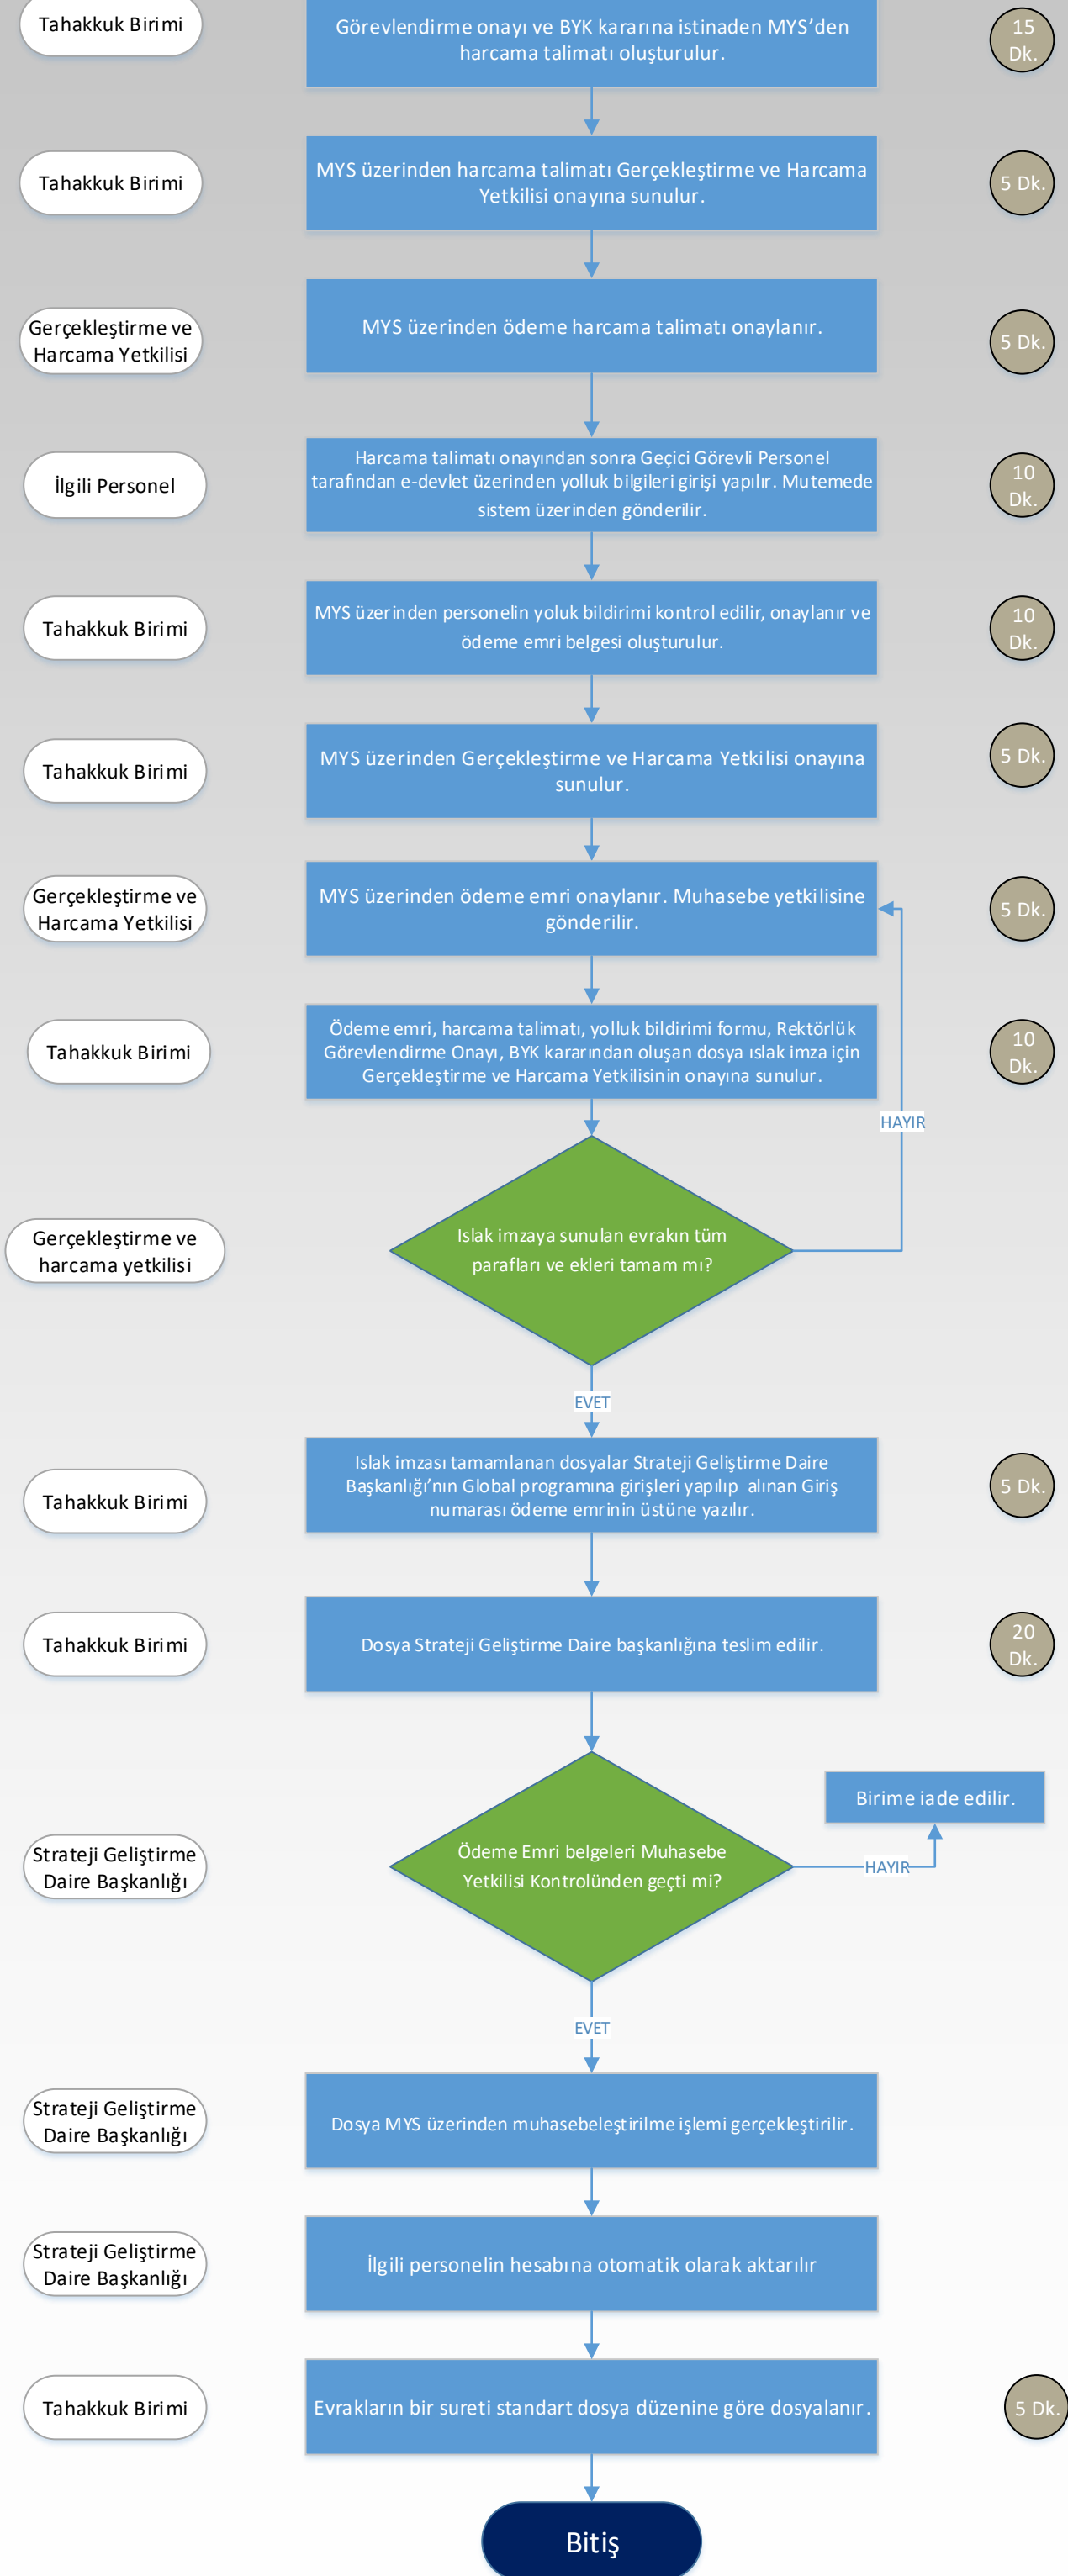 Tahakkuk Birimi
Görevlendirme onayı ve BYK kararına istinaden MYS'den
harcama talimatı oluşturulur.
15
Dk.
Tahakkuk Birimi
MYS üzerinden harcama talimatı Gerçekleştirme ve Harcama
Yetkilisi onayına sunulur.
5 Dk.
Gerçekleştirme ve
Harcama Yetkilisi
MYS üzerinden ödeme harcama talimatı onaylanır.
5 Dk.
İlgili Personel
Harcama talimatı onayından sonra Geçici Görevli Personel
tarafından e-devlet üzerinden yolluk bilgileri girişi yapılır. Mutemede
sistem üzerinden gönderilir.
10
Dk.
Tahakkuk Birimi
MYS üzerinden personelin yoluk bildirimi kontrol edilir, onaylanır ve
ödeme emri belgesi oluşturulur.
10
Dk.
Tahakkuk Birimi
MYS üzerinden Gerçekleştirme ve Harcama Yetkilisi onayına
sunulur.
5 Dk.
Gerçekleştirme ve
Harcama Yetkilisi
MYS üzerinden ödeme emri onaylanır. Muhasebe yetkilisine
gönderilir.
5 Dk.
Tahakkuk Birimi
Ödeme emri, harcama talimatı, yolluk bildirimi formu, Rektörlük
Görevlendirme Onayı, BYK kararından oluşan dosya ıslak imza için
Gerçekleştirme ve Harcama Yetkilisinin onayına sunulur.
10
Dk.
HAYIR
Gerçekleştirme ve
harcama yetkilisi
Islak imzaya sunulan evrakın tüm
parafları ve ekleri tamam mı?
EVET
Tahakkuk Birimi
Islak imzası tamamlanan dosyalar Strateji Geliştirme Daire
Başkanlığı'nın Global programına girişleri yapılıp alınan Giriş
numarası ödeme emrinin üstüne yazılır.
5 Dk.
Tahakkuk Birimi
Dosya Strateji Geliştirme Daire başkanlığına teslim edilir.
20
Dk.
Birime iade edilir.
Strateji Geliştirme
Daire Başkanlığı
Ödeme Emri belgeleri Muhasebe
Yetkilisi Kontrolünden geçti mi?
HAYIR
EVET
Strateji Geliştirme
Daire Başkanlığı
Dosya MYS üzerinden muhasebeleştirilme işlemi gerçekleştirilir.
Strateji Geliştirme
Daire Başkanlığı
İlgili personelin hesabına otomatik olarak aktarılır
Tahakkuk Birimi
Evrakların bir sureti standart dosya düzenine göre dosyalanır.
5 Dk.
Bitiş